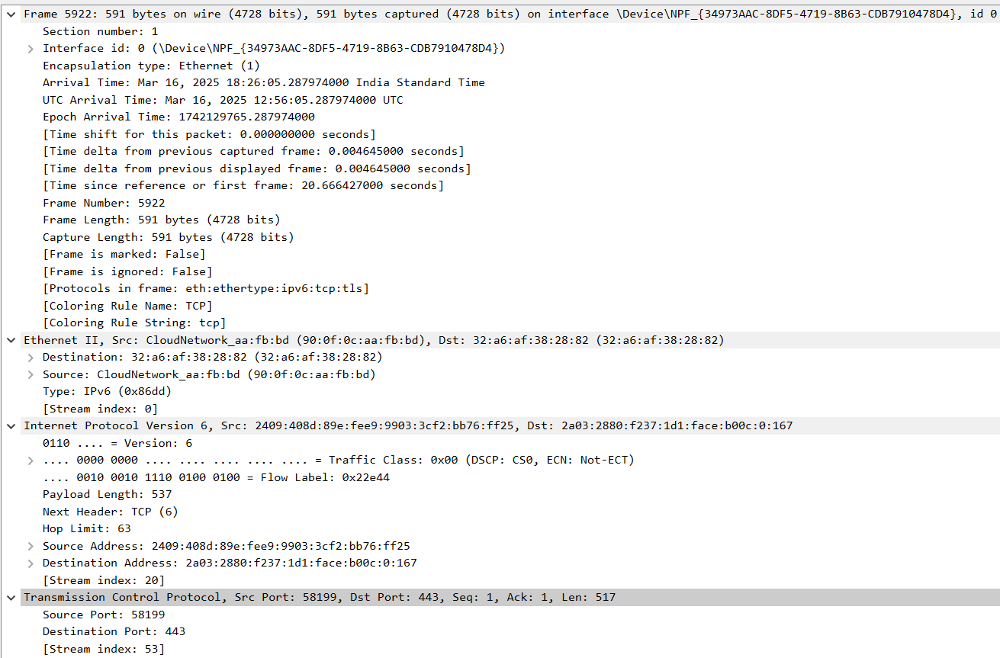 Frame 5922: 591 bytes on wire (4728 bits), 591 bytes captured (4728 bits) on interface \Device\NPF_{34973AAC-8DF5-4719-8B63-CDB7910478D4}, id 0
Section number: 1
Interface id: 0 (\Device\NPF_{34973AAC-8DF5-4719-8B63-CDB7910478D4})
Encapsulation type: Ethernet (1)
Arrival Time: Mar 16, 2025 18:26:05.287974000 India Standard Time
UTC Arrival Time: Mar 16, 2025 12:56:05.287974000 UTC
Epoch Arrival Time: 1742129765.287974000
[Time shift for this packet: 0.000000000 seconds]
[Time delta from previous captured frame: 0.004645000 seconds]
[Time delta from previous displayed frame: 0.004645000 seconds]
[Time since reference or first frame: 20.666427000 seconds]
Frame Number: 5922
Frame Length: 591 bytes (4728 bits)
Capture Length: 591 bytes (4728 bits)
[Frame is marked: False]
[Frame is ignored: False]
[Protocols in frame: eth:ethertype:ipv6:tcp:tls]
[Coloring Rule Name: TCP]
[Coloring Rule String: tcp]
Ethernet II, Src: CloudNetwork_aa:fb:bd (90:0f:0c:aa:fb:bd), Dst: 32:a6:af:38:28:82 (32:a6:af:38:28:82)
Destination: 32:a6:af:38:28:82 (32:a6:af:38:28:82)
Source: CloudNetwork_aa:fb:bd (90:0f:0c:aa:fb:bd)
Type: IPv6 (0x86dd)
[Stream index: 0]
Internet Protocol Version 6, Src: 2409:408d:89e:fee9:9903:3cf2:bb76:ff25, Dst: 2a03:2880:f237:1d1:face:b00c:0:167
0110 .... = Version: 6
.... 0000 0000 .... .... .... .... .... = Traffic Class: 0x00 (DSCP: CS0, ECN: Not-ECT)
.... 0010 0010 1110 0100 0100 = Flow Label: 0x22e44
Payload Length: 537
Next Header: TCP (6)
Hop Limit: 63
Source Address: 2409:408d:89e:fee9:9903:3cf2:bb76:ff25
Destination Address: 2a03:2880:f237:1d1:face:b00c:0:167
[Stream index: 20]
Transmission Control Protocol, Src Port: 58199, Dst Port: 443, Seq: 1, Ack: 1, Len: 517
Source Port: 58199
Destination Port: 443
[Stream index: 53]